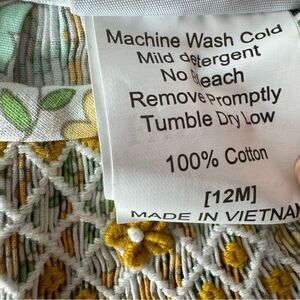 Machine Wash Cold
Mild detergent
No Bleach
Remove Promptly
Tumble Dry Low
100% Cotton
[12M]
MADE IN VIETNAM